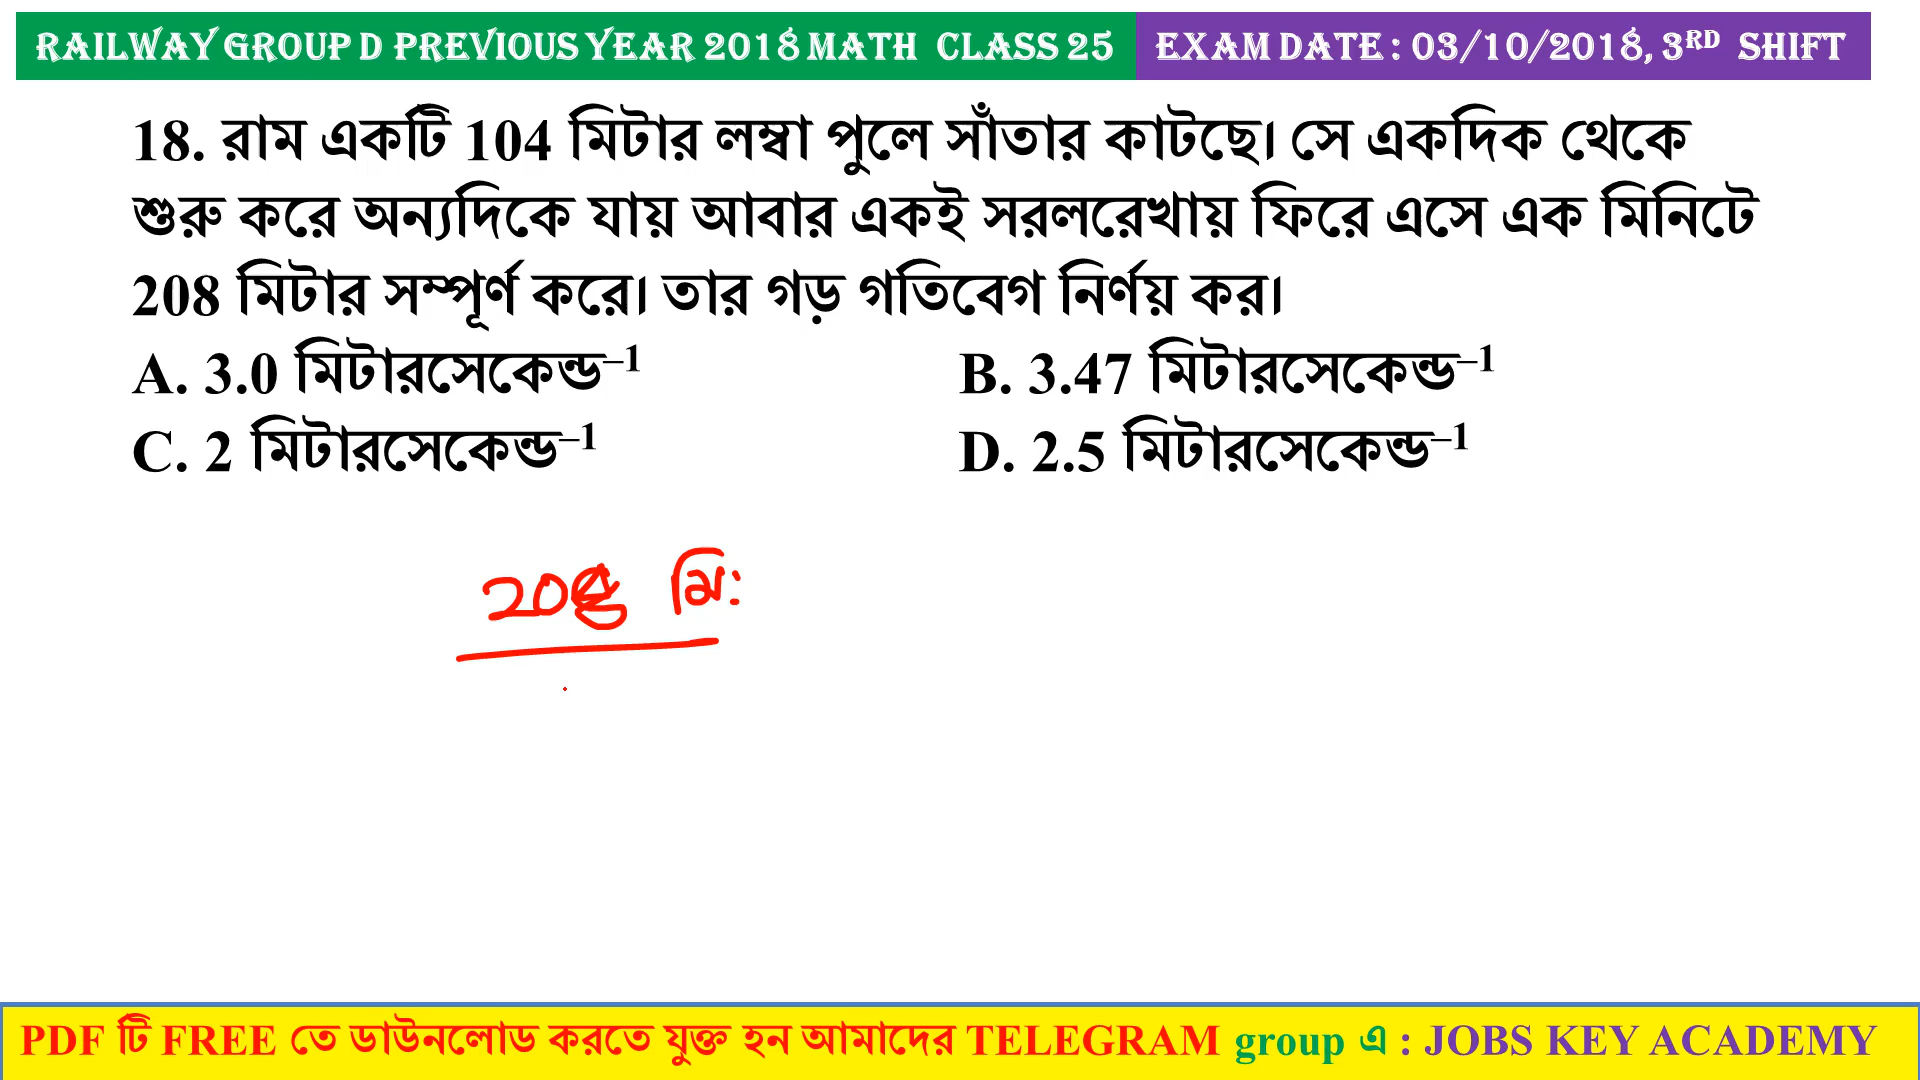 RAILWAY GROUP D PREVIOUS YEAR 2018 MATH CLASS 25 EXAM DATE : 03/10/2018, 3RD SHIFT
18. রাম একটি 104 মিটার লম্বা পুলে সাঁতার কাটছে। সে একদিক থেকে
শুরু করে অন্যদিকে যায় আবার একই সরলরেখায় ফিরে এসে এক মিনিটে
208 মিটার সম্পূর্ণ করে। তার গড় গতিবেগ নির্ণয় কর।
A. 3.0 মিটারসেকেন্ড–1 B. 3.47 মিটারসেকেন্ড–1
C. 2 মিটারসেকেন্ড–1 D. 2.5 মিটারসেকেন্ড–1
208 মি:
PDF টি FREE তে ডাউনলোড করতে যুক্ত হন আমাদের TELEGRAM group এ : JOBS KEY ACADEMY